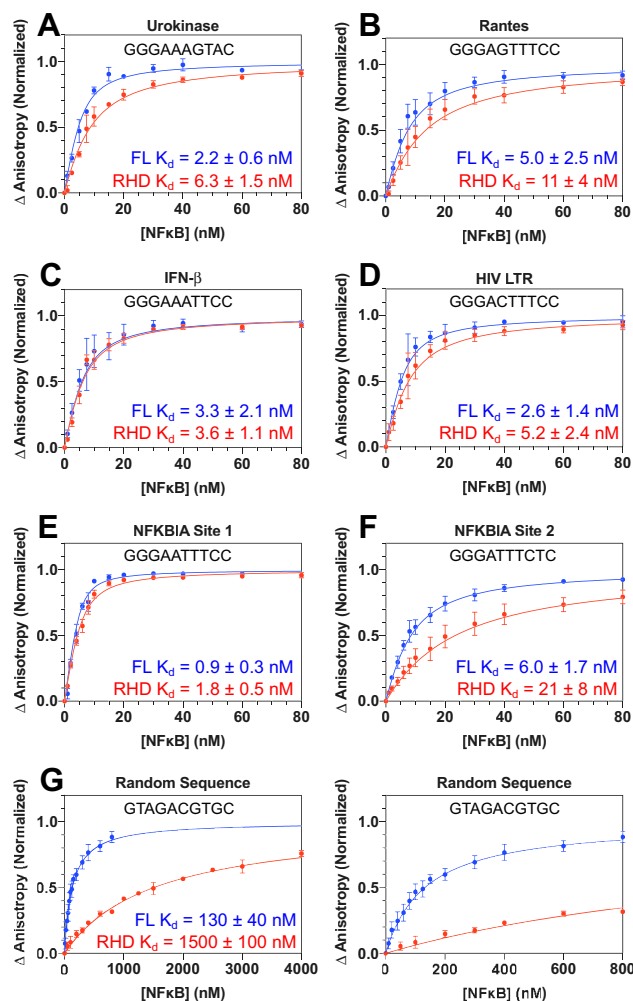 A
Urokinase
GGGAAAGTAC
Δ Anisotropy (Normalized)
1.0
0.5
0.0
FL Kd = 2.2 ± 0.6 nM
RHD Kd = 6.3 ± 1.5 nM
0 20 40 60 80
[NFκB] (nM)
B
Rantes
GGGAGTTTCC
Δ Anisotropy (Normalized)
1.0
0.5
0.0
FL Kd = 5.0 ± 2.5 nM
RHD Kd = 11 ± 4 nM
0 20 40 60 80
[NFκB] (nM)
C
IFN-β
GGGAAATTCC
Δ Anisotropy (Normalized)
1.0
0.5
0.0
FL Kd = 3.3 ± 2.1 nM
RHD Kd = 3.6 ± 1.1 nM
0 20 40 60 80
[NFκB] (nM)
D
HIV LTR
GGGACTTTCC
Δ Anisotropy (Normalized)
1.0
0.5
0.0
FL Kd = 2.6 ± 1.4 nM
RHD Kd = 5.2 ± 2.4 nM
0 20 40 60 80
[NFκB] (nM)
E
NFKBIA Site 1
GGGAATTTCC
Δ Anisotropy (Normalized)
1.0
0.5
0.0
FL Kd = 0.9 ± 0.3 nM
RHD Kd = 1.8 ± 0.5 nM
0 20 40 60 80
[NFκB] (nM)
F
NFKBIA Site 2
GGGATTTCTC
Δ Anisotropy (Normalized)
1.0
0.5
0.0
FL Kd = 6.0 ± 1.7 nM
RHD Kd = 21 ± 8 nM
0 20 40 60 80
[NFκB] (nM)
G
Random Sequence
GTAGACGTGC
Δ Anisotropy (Normalized)
1.0
0.5
0.0
FL Kd = 130 ± 40 nM
RHD Kd = 1500 ± 100 nM
0 1000 2000 3000 4000
[NFκB] (nM)
Random Sequence
GTAGACGTGC
Δ Anisotropy (Normalized)
1.0
0.5
0.0
0 200 400 600 800
[NFκB] (nM)